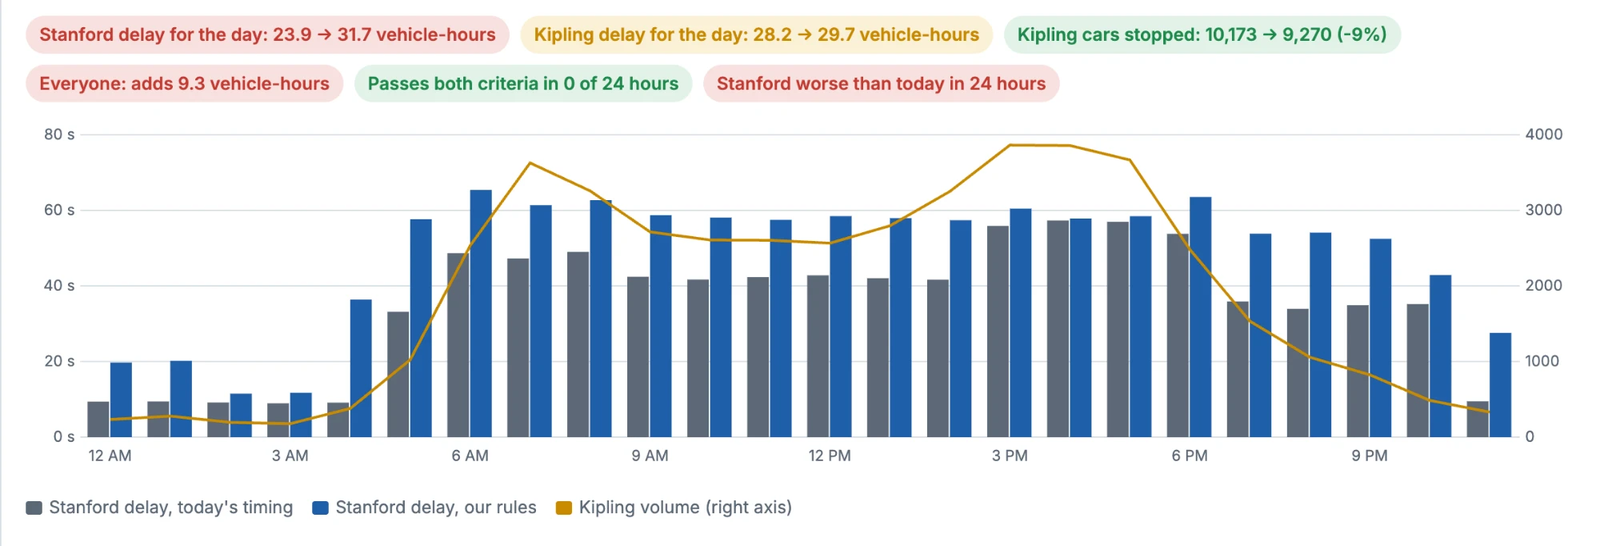 Stanford delay for the day: 23.9 → 31.7 vehicle-hours
Kipling delay for the day: 28.2 → 29.7 vehicle-hours
Kipling cars stopped: 10,173 → 9,270 (-9%)
Everyone: adds 9.3 vehicle-hours
Passes both criteria in 0 of 24 hours
Stanford worse than today in 24 hours
80 s
4000
60 s
3000
40 s
2000
20 s
1000
0 s
0
12 AM
3 AM
6 AM
9 AM
12 PM
3 PM
6 PM
9 PM
Stanford delay, today's timing
Stanford delay, our rules
Kipling volume (right axis)